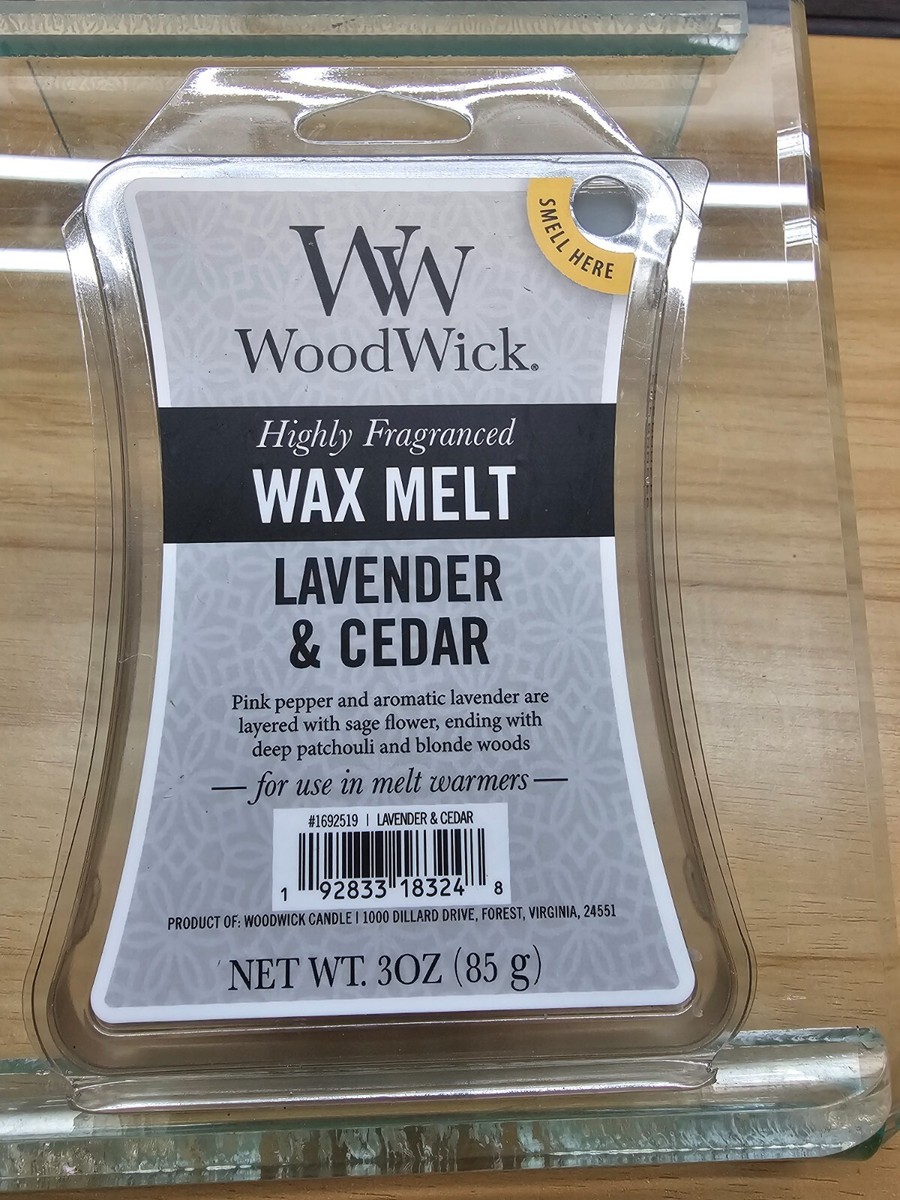 SMELL HERE
WW
WoodWick®
Highly Fragranced
WAX MELT
LAVENDER
& CEDAR
Pink pepper and aromatic lavender are
layered with sage flower, ending with
deep patchouli and blonde woods
— for use in melt warmers —
#1692519 | LAVENDER & CEDAR
1 92833 18324 8
PRODUCT OF: WOODWICK CANDLE | 1000 DILLARD DRIVE, FOREST, VIRGINIA, 24551
NET WT. 3OZ (85 g)